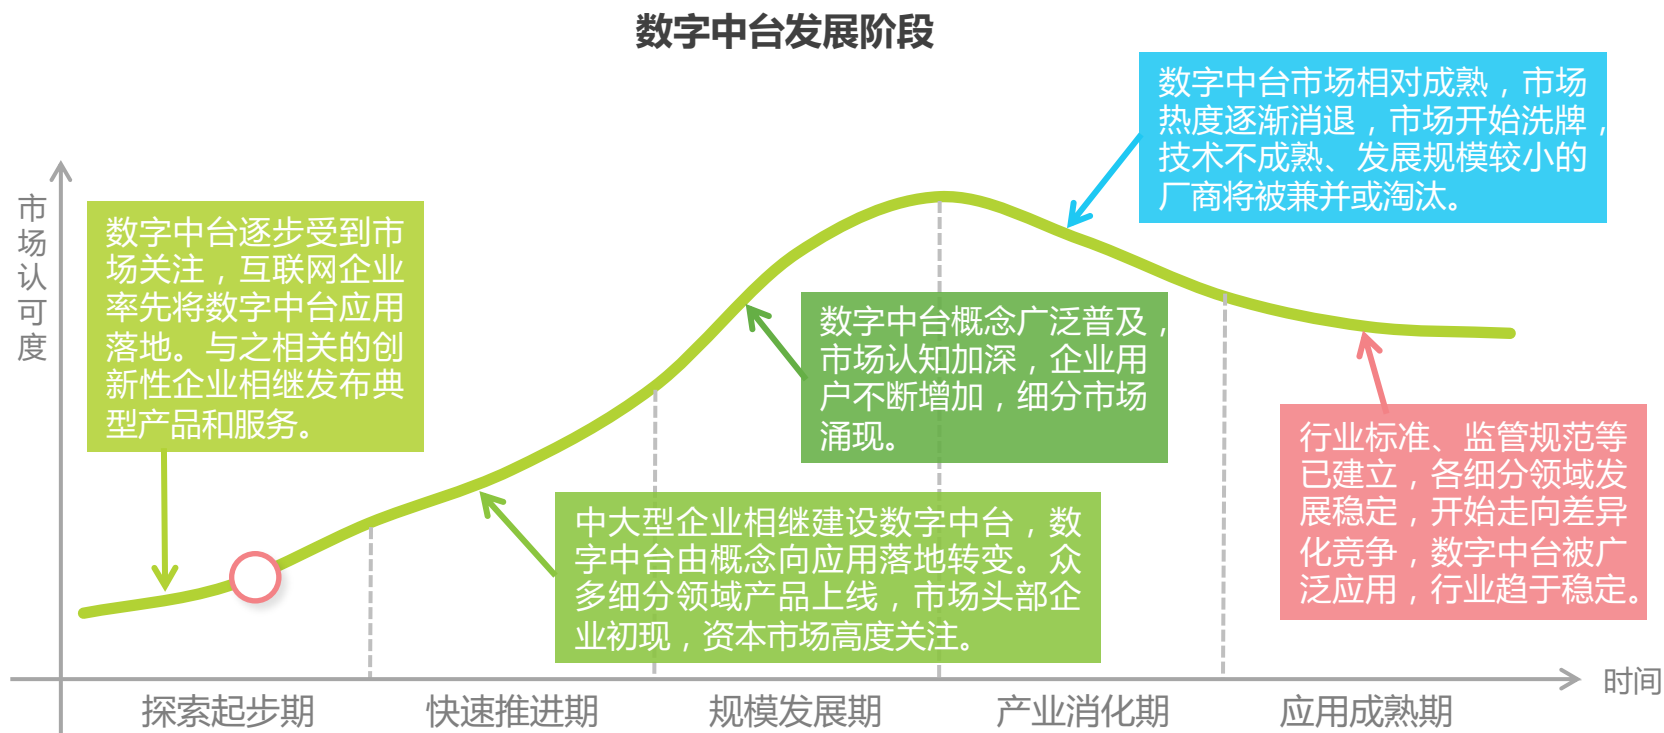 数字中台发展阶段
市场认可度
数字中台逐步受到市
场关注，互联网企业
率先将数字中台应用
落地。与之相关的创
新性企业相继发布典
型产品和服务。
中大型企业相继建设数字中台，数
字中台由概念向应用落地转变。众
多细分领域产品上线，市场头部企
业初现，资本市场高度关注。
数字中台概念广泛普及，
市场认知加深，企业用
户不断增加，细分市场
涌现。
数字中台市场相对成熟，市场
热度逐渐消退，市场开始洗牌，
技术不成熟、发展规模较小的
厂商将被兼并或淘汰。
行业标准、监管规范等
已建立，各细分领域发
展稳定，开始走向差异
化竞争，数字中台被广
泛应用，行业趋于稳定。
探索起步期
快速推进期
规模发展期
产业消化期
应用成熟期
时间